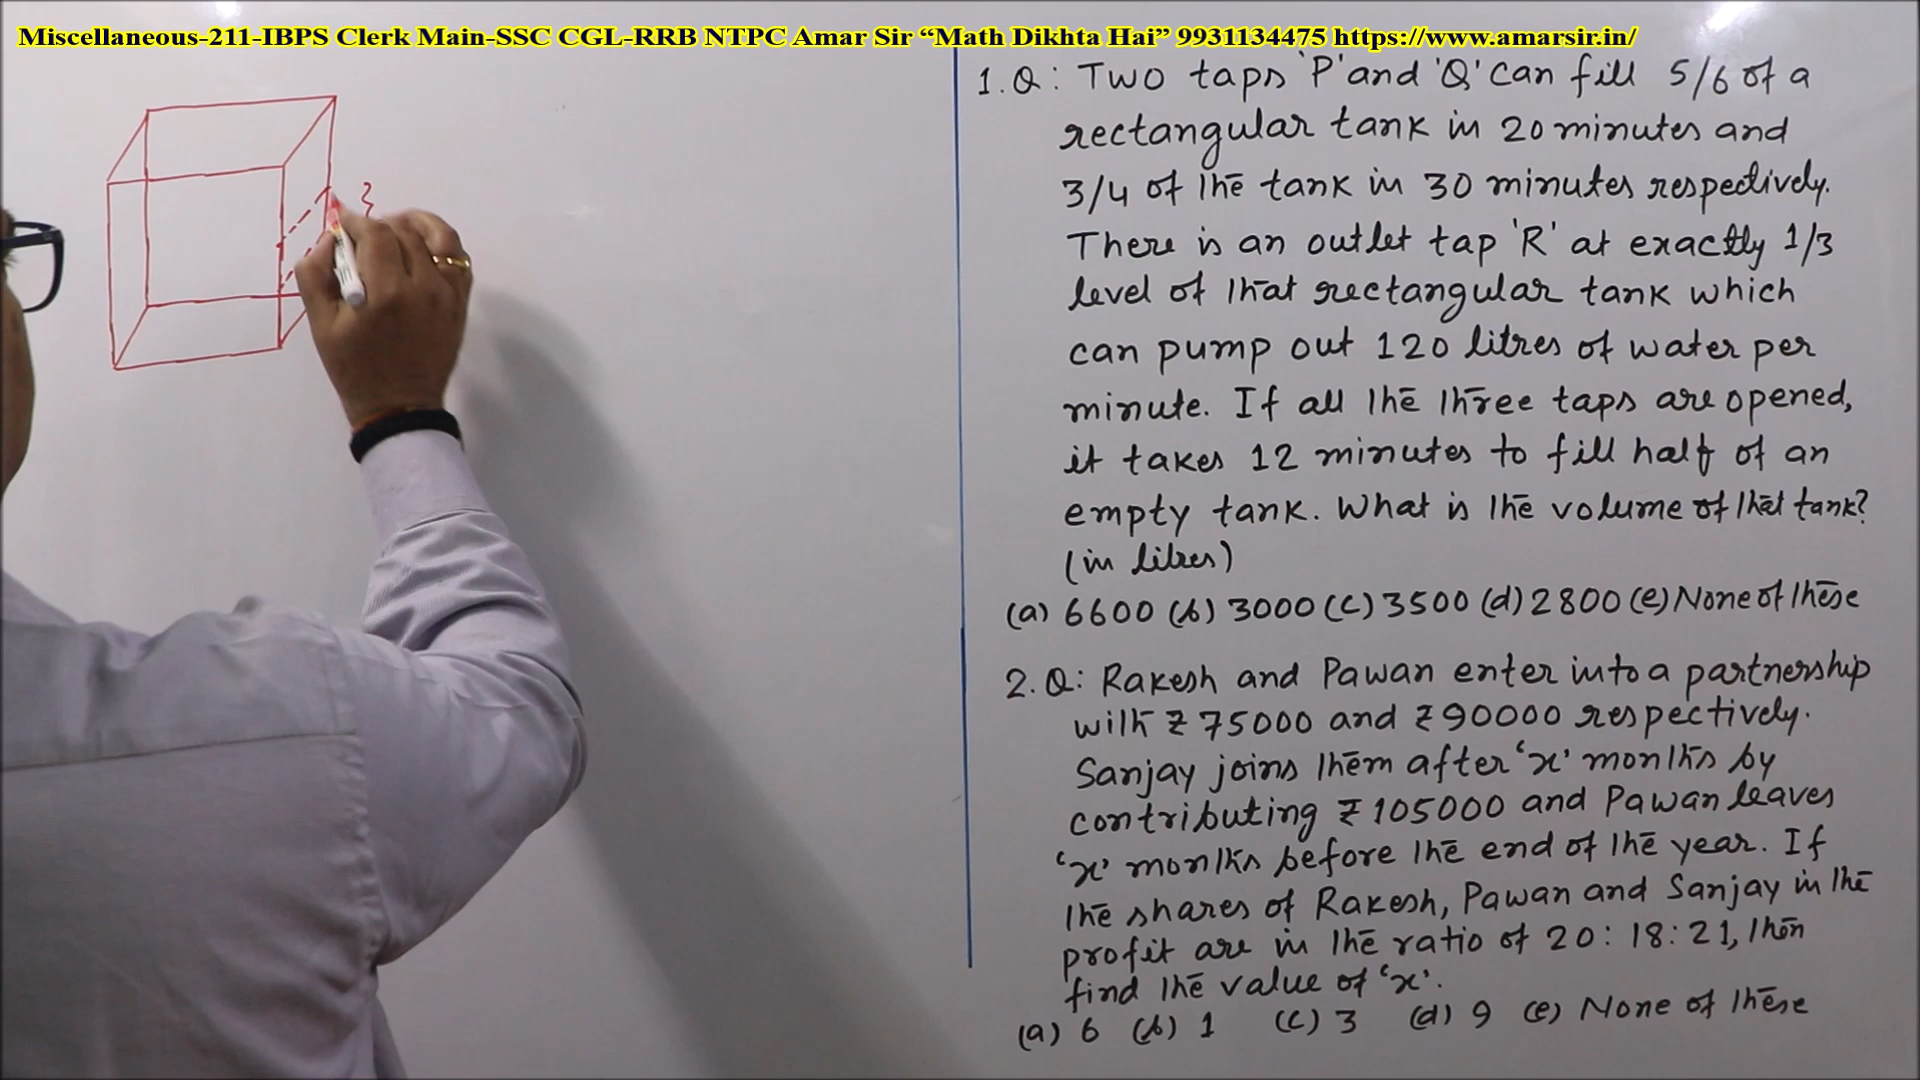 Miscellaneous-211-IBPS Clerk Main-SSC CGL-RRB NTPC Amar Sir “Math Dikhta Hai” 9931134475 https://www.amarsir.in/
1.Q: Two taps 'P' and 'Q' can fill 5/6 of a
rectangular tank in 20 minutes and
3/4 of the tank in 30 minutes respectively.
There is an outlet tap 'R' at exactly 1/3
level of that rectangular tank which
can pump out 120 litres of water per
minute. If all the three taps are opened,
it takes 12 minutes to fill half of an
empty tank. What is the volume of that tank?
(in litres)
(a) 6600 (b) 3000 (c) 3500 (d) 2800 (e) None of these
2.Q: Rakesh and Pawan enter into a partnership
with ₹ 75000 and ₹ 90000 respectively.
Sanjay joins them after 'x' months by
contributing ₹ 105000 and Pawan leaves
'x' months before the end of the year. If
the shares of Rakesh, Pawan and Sanjay in the
profit are in the ratio of 20:18:21, then
find the value of 'x'.
(a) 6 (b) 1 (c) 3 (d) 9 (e) None of these